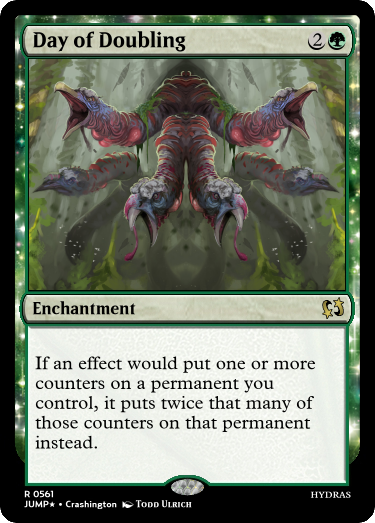 Day of Doubling 2
Enchantment
If an effect would put one or more
counters on a permanent you
control, it puts twice that many of
those counters on that permanent
instead.
R 0561
JUMP★ • Crashington Todd Ulrich
HYDRAS